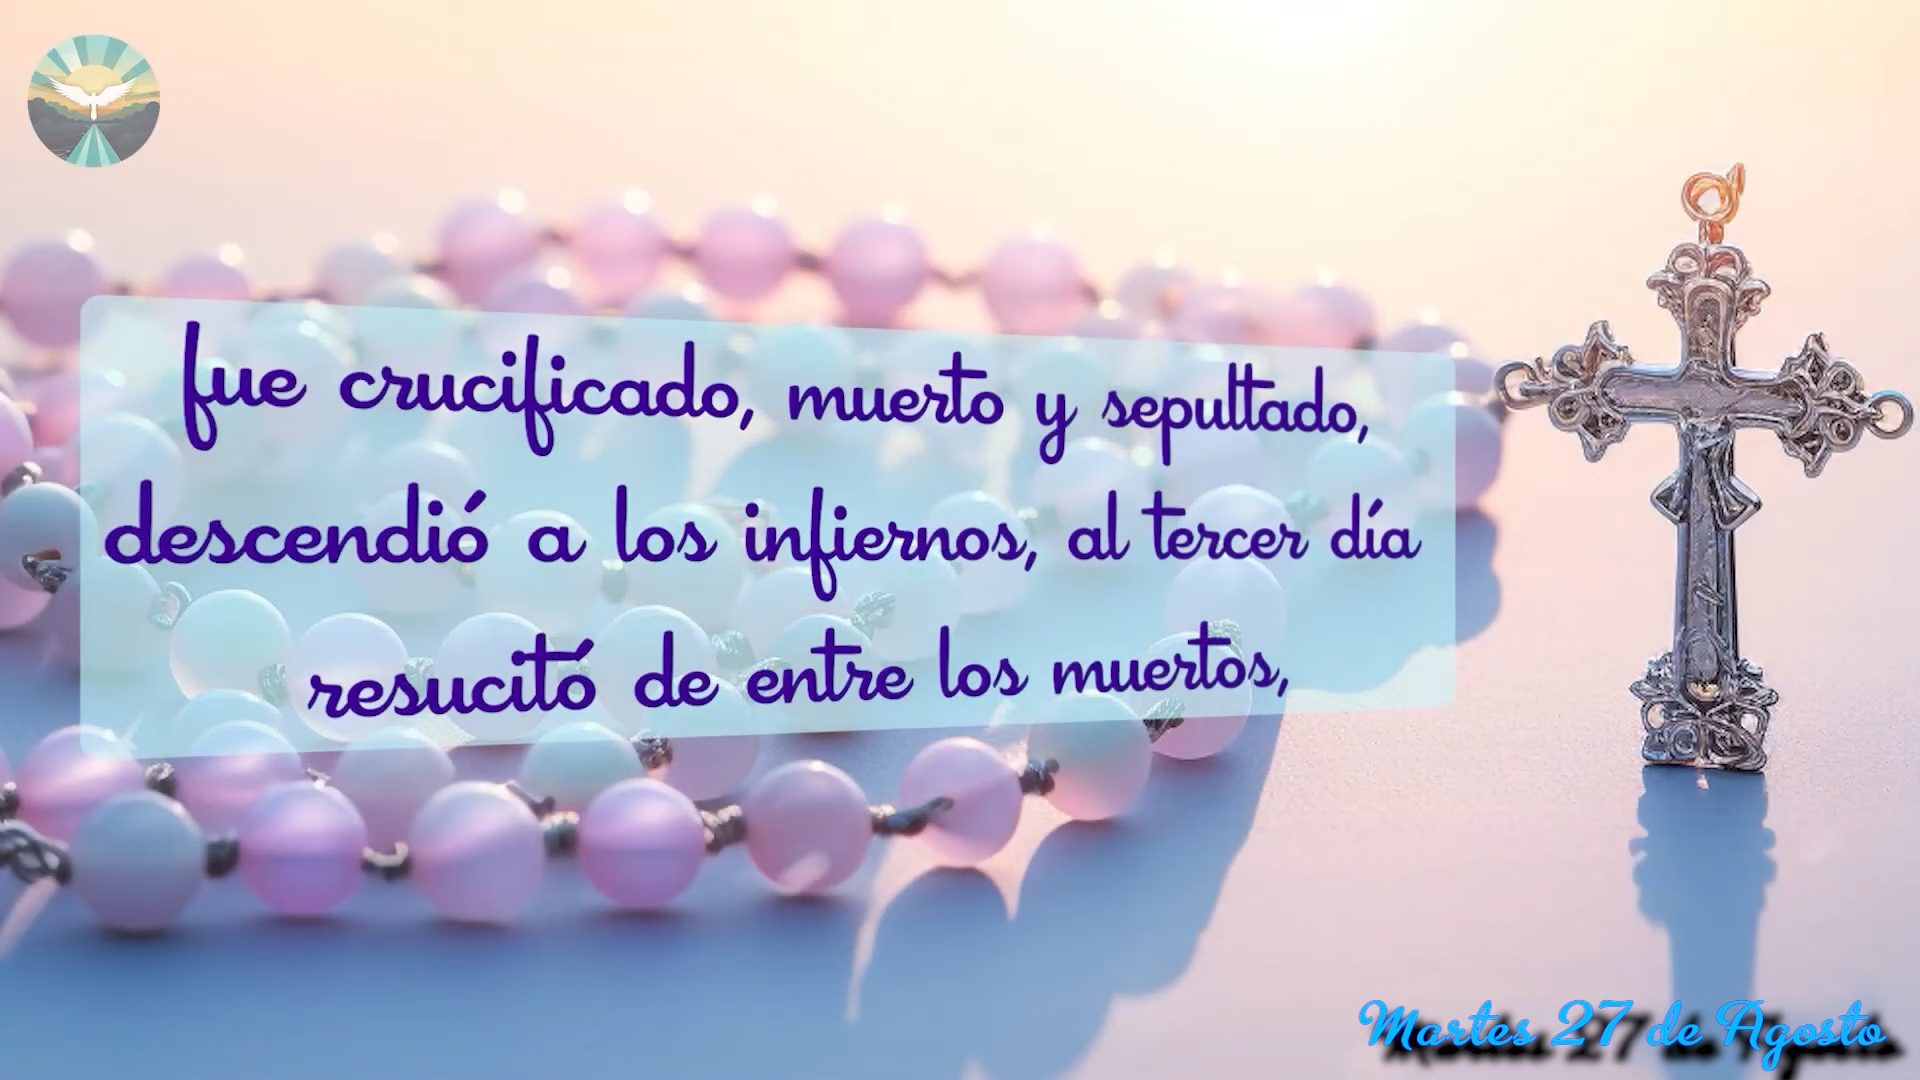 fue crucificado, muerto y sepultado,
descendió a los infiernos, al tercer día
resucitó de entre los muertos,
Martes 27 de Agosto